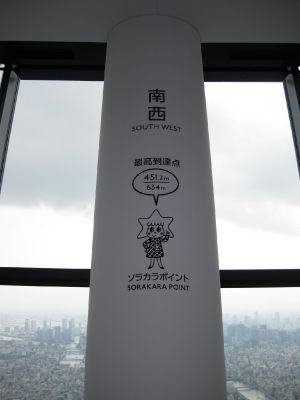 南
西
SOUTH WEST
最高到達点
451.2m
634m
ソラカラポイント
SORAKARA POINT